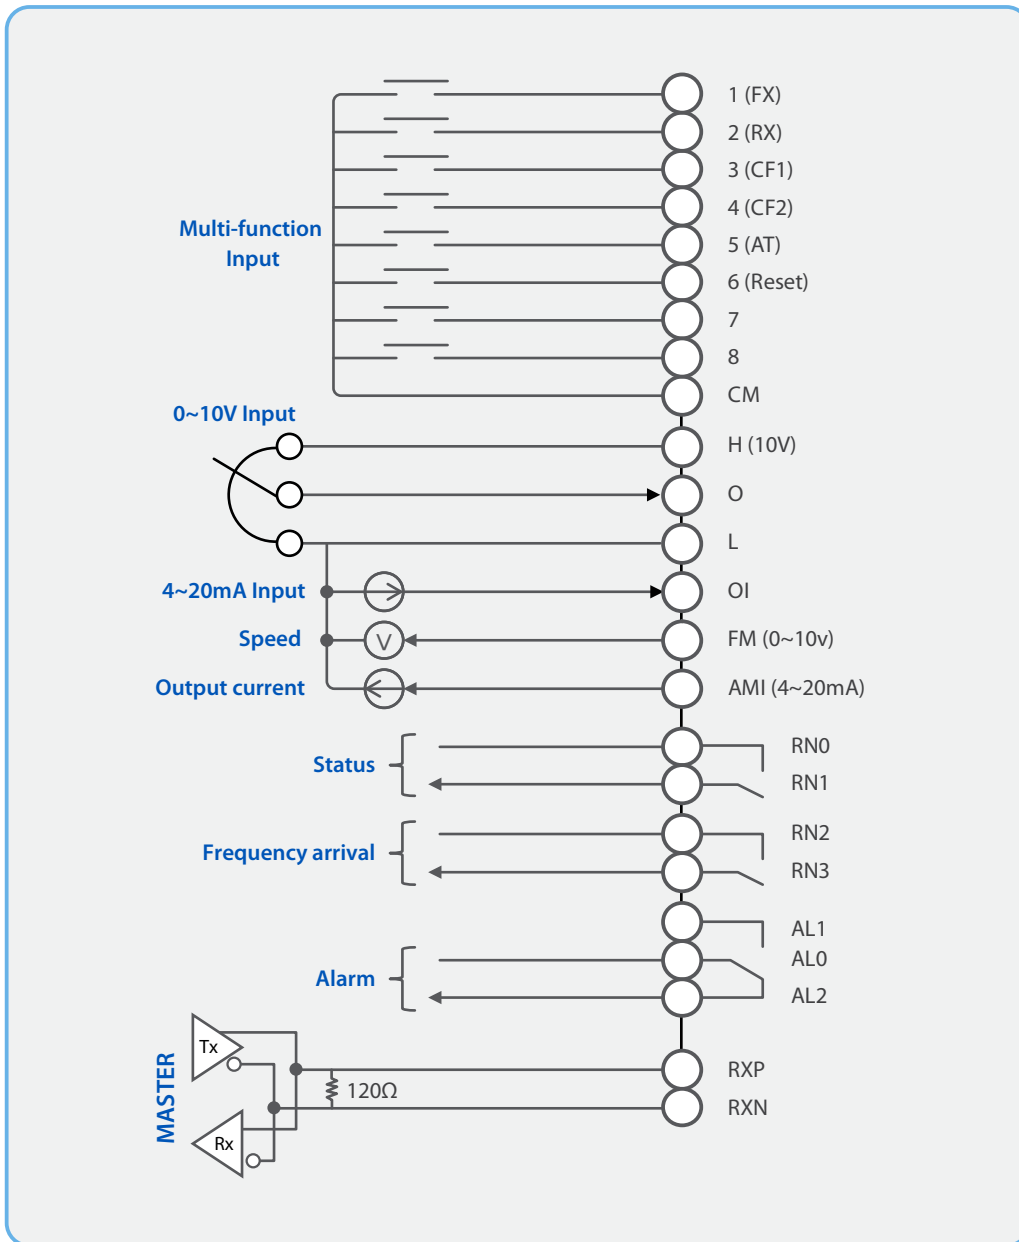 1 (FX)
2 (RX)
3 (CF1)
4 (CF2)
Multi-function
Input
5 (AT)
6 (Reset)
7
8
CM
0~10V Input
H (10V)
O
L
4~20mA Input
OI
Speed
V
FM (0~10v)
Output current
AMI (4~20mA)
RN0
Status
RN1
RN2
Frequency arrival
RN3
AL1
AL0
Alarm
AL2
MASTER
Tx
RXP
120Ω
RXN
Rx